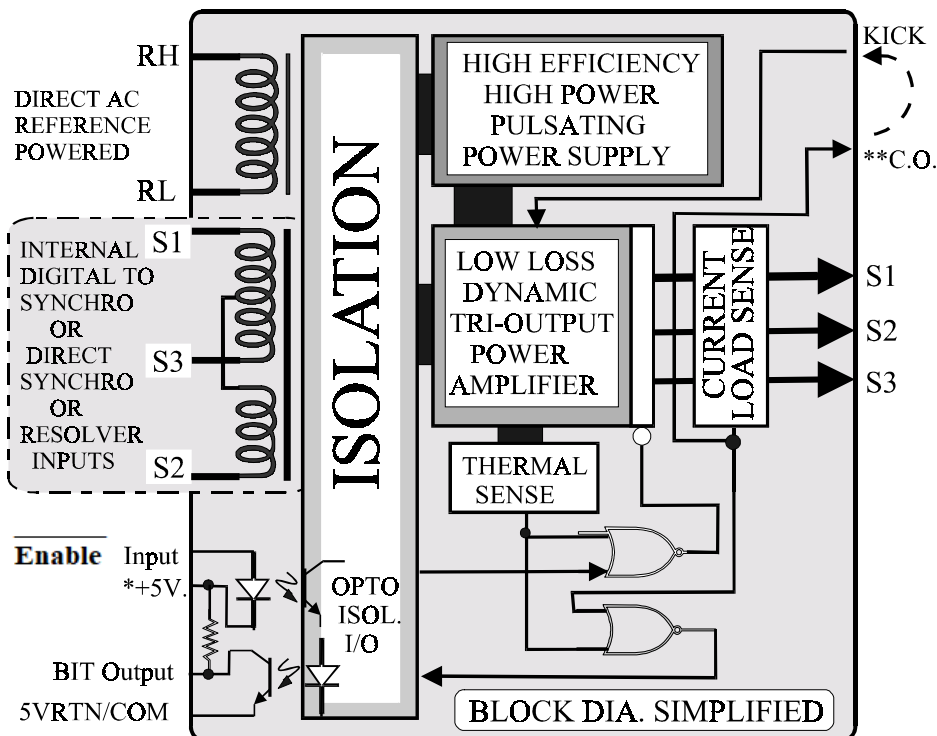 RH
DIRECT AC
REFERENCE
POWERED
RL
INTERNAL
DIGITAL TO
SYNCHRO
OR
DIRECT
SYNCHRO
OR
RESOLVER
INPUTS
S1
S3
S2
Enable Input
*+5V.
BIT Output
5VRTN/COM
ISOLATION
OPTO
ISOL.
I/O
HIGH EFFICIENCY
HIGH POWER
PULSATING
POWER SUPPLY
LOW LOSS
DYNAMIC
TRI-OUTPUT
POWER
AMPLIFIER
THERMAL
SENSE
CURRENT
LOAD SENSE
KICK
**C.O.
S1
S2
S3
BLOCK DIA. SIMPLIFIED